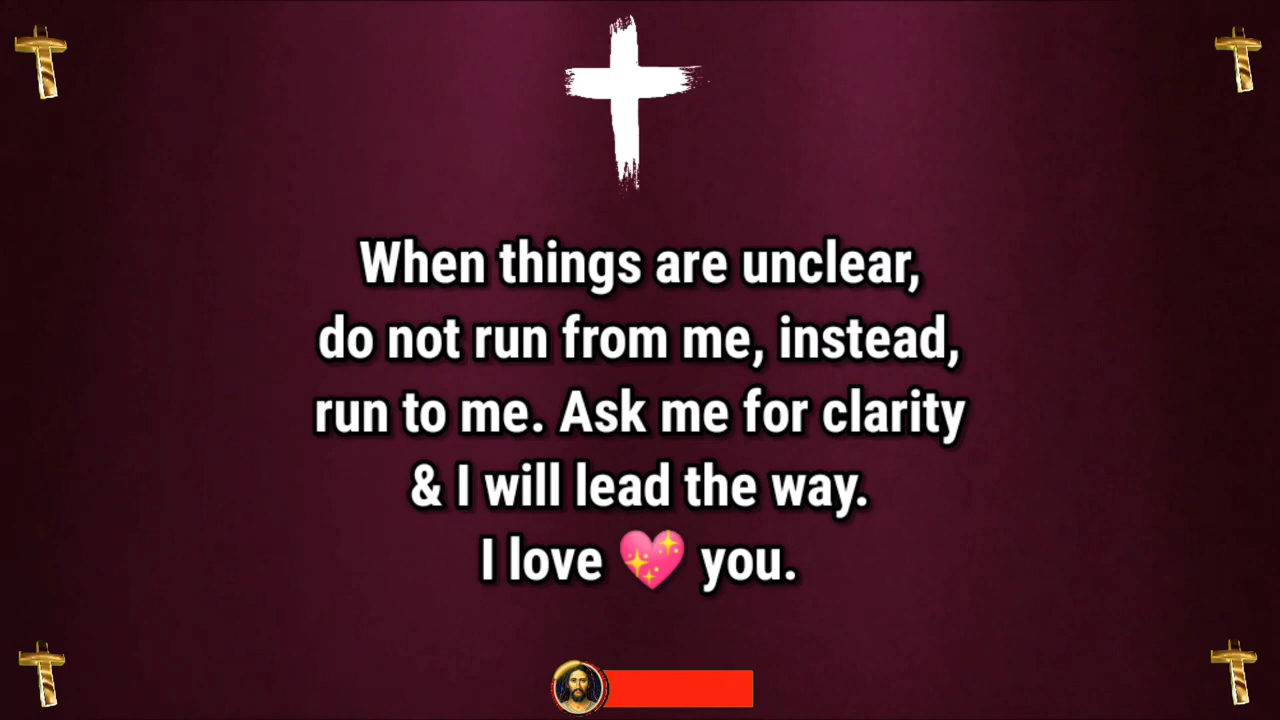 When things are unclear,
do not run from me, instead,
run to me. Ask me for clarity
& I will lead the way.
I love 💖 you.